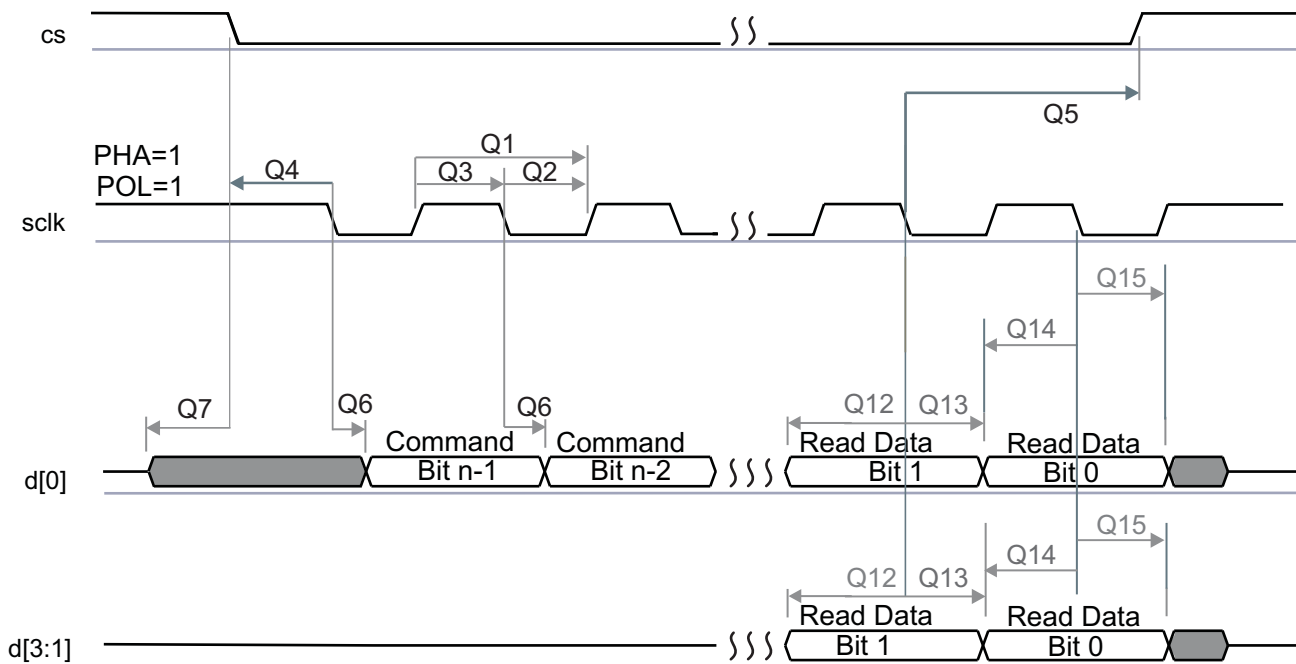 cs
Q5
PHA=1
POL=1
Q4
Q1
Q3
Q2
sclk
Q15
Q14
Q7
Q6
Q6
Q12
Q13
Command
Command
Read Data
Read Data
d[0]
Bit n-1
Bit n-2
Bit 1
Bit 0
Q15
Q14
Q12
Q13
Read Data
Read Data
d[3:1]
Bit 1
Bit 0